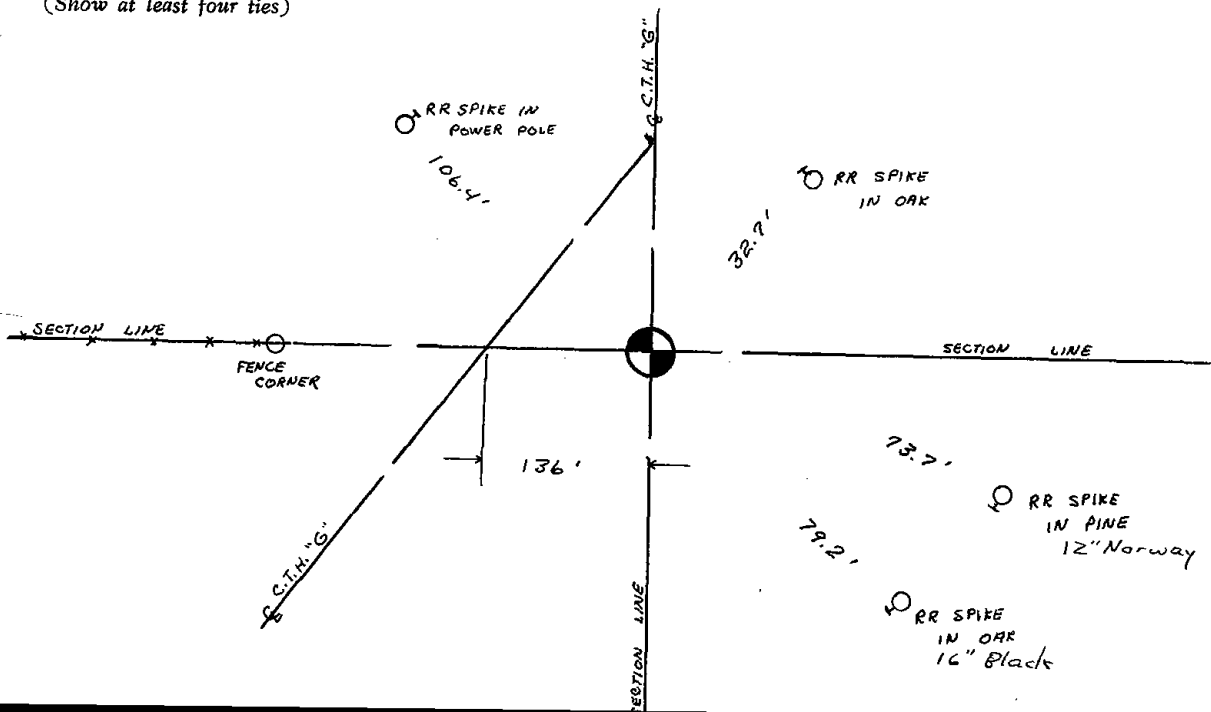 (Show at least four ties)
℄ C.T.H. "G"
RR SPIKE IN
POWER POLE
106.4'
RR SPIKE
IN OAK
32.7'
SECTION LINE
FENCE
CORNER
SECTION LINE
136'
73.7'
RR SPIKE
IN PINE
12" Norway
79.2'
℄ C.T.H. "G"
RR SPIKE
IN OAK
16" Black
SECTION LINE